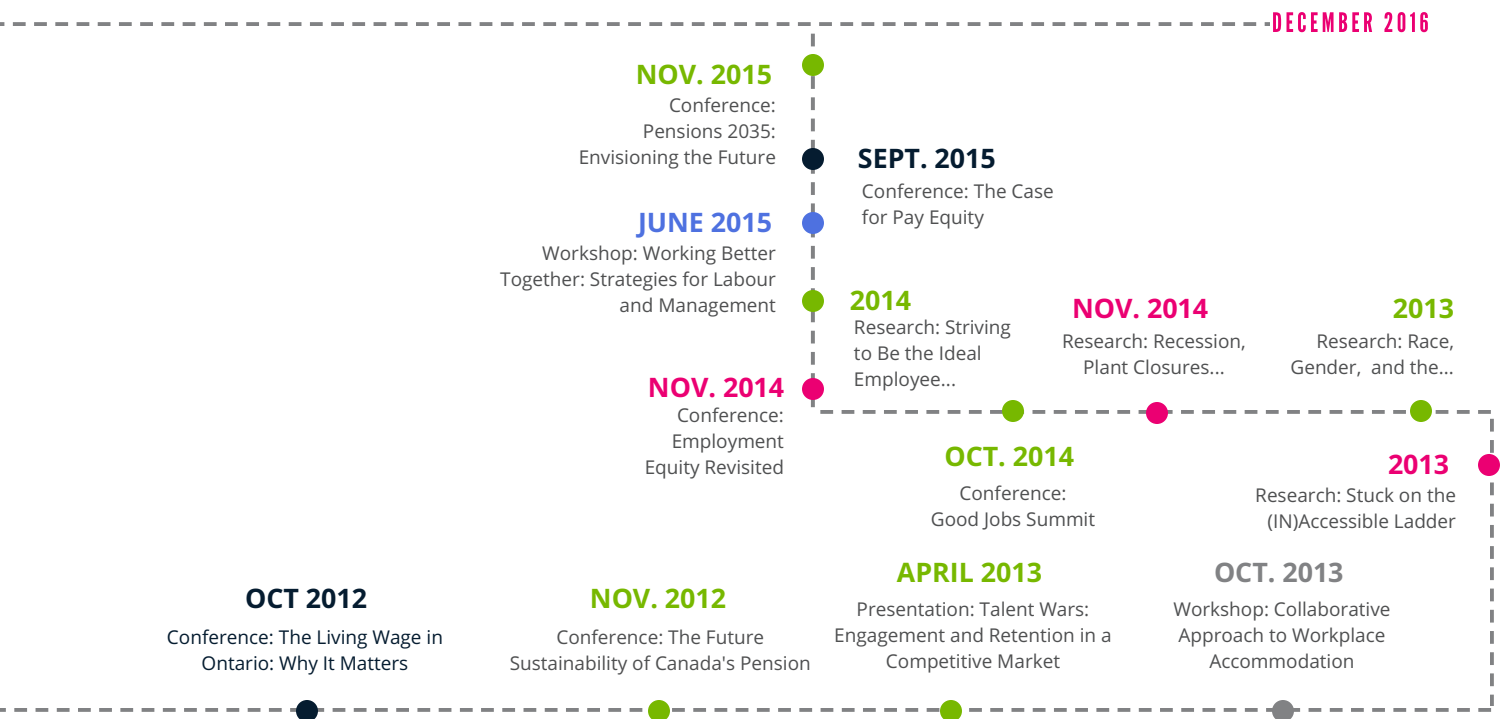 DECEMBER 2016
NOV. 2015
Conference:
Pensions 2035:
Envisioning the Future
SEPT. 2015
Conference: The Case
for Pay Equity
JUNE 2015
Workshop: Working Better
Together: Strategies for Labour
and Management
2014
Research: Striving
to Be the Ideal
Employee...
NOV. 2014
Research: Recession,
Plant Closures...
2013
Research: Race,
Gender, and the...
NOV. 2014
Conference:
Employment
Equity Revisited
OCT. 2014
Conference:
Good Jobs Summit
2013
Research: Stuck on the
(IN)Accessible Ladder
OCT 2012
Conference: The Living Wage in
Ontario: Why It Matters
NOV. 2012
Conference: The Future
Sustainability of Canada's Pension
APRIL 2013
Presentation: Talent Wars:
Engagement and Retention in a
Competitive Market
OCT. 2013
Workshop: Collaborative
Approach to Workplace
Accommodation